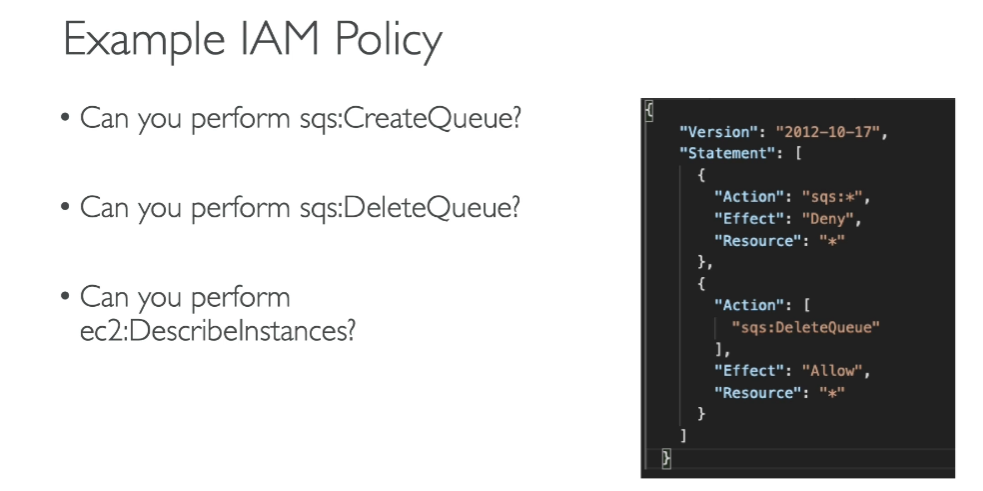 Example IAM Policy
• Can you perform sqs:CreateQueue?
• Can you perform sqs:DeleteQueue?
• Can you perform
ec2:DescribeInstances?
{
"Version": "2012-10-17",
"Statement": [
{
"Action": "sqs:*",
"Effect": "Deny",
"Resource": "*"
},
{
"Action": [
"sqs:DeleteQueue"
],
"Effect": "Allow",
"Resource": "*"
}
]
}